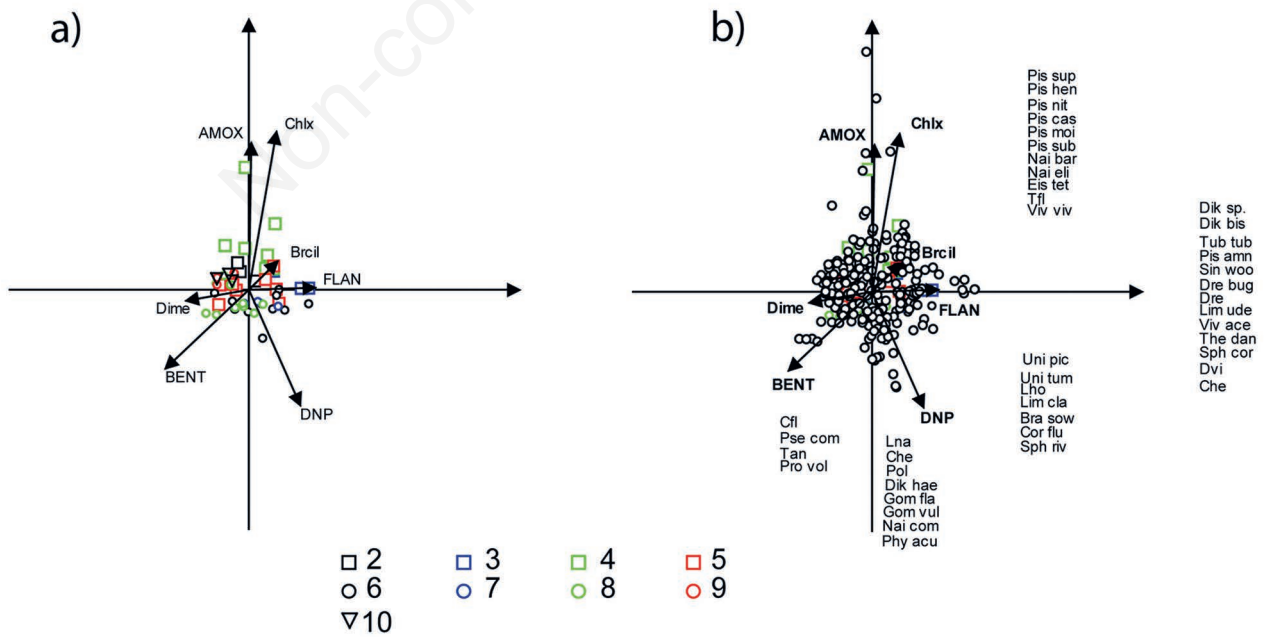 a)
Non-com
AMOX
Chlx
Brcil
FLAN
Dime
BENT
DNP
b)
AMOX
Chlx
Brcil
FLAN
Dime
BENT
DNP
Pis sup
Pis hen
Pis nit
Pis cas
Pis moi
Pis sub
Nai bar
Nai eli
Eis tet
Tfl
Viv viv
Dik sp.
Dik bis
Tub tub
Pis amn
Sin woo
Dre bug
Dre
Lim ude
Viv ace
The dan
Sph cor
Dvi
Che
Uni pic
Uni tum
Lho
Lim cla
Bra sow
Cor flu
Sph riv
Cfl
Pse com
Tan
Pro vol
Lna
Che
Pol
Dik hae
Gom fla
Gom vul
Nai com
Phy acu
2 3 4 5
6 7 8 9
10